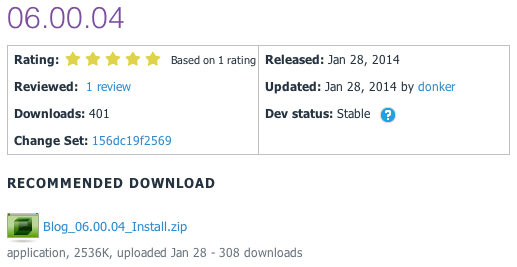 06.00.04
Rating: Based on 1 rating
Released: Jan 28, 2014
Reviewed: 1 review
Updated: Jan 28, 2014 by donker
Downloads: 401
Dev status: Stable ?
Change Set: 156dc19f2569
RECOMMENDED DOWNLOAD
Blog_06.00.04_Install.zip
application, 2536K, uploaded Jan 28 - 308 downloads